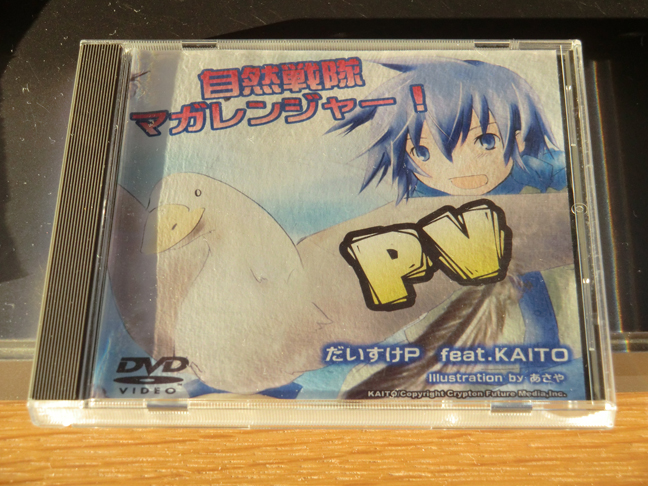 自然戦隊
マガレンジャー！
PV
だいすけP feat.KAITO
Illustration by あさや
KAITO/Copyright Crypton Future Media,Inc.
DVD
VIDEO™